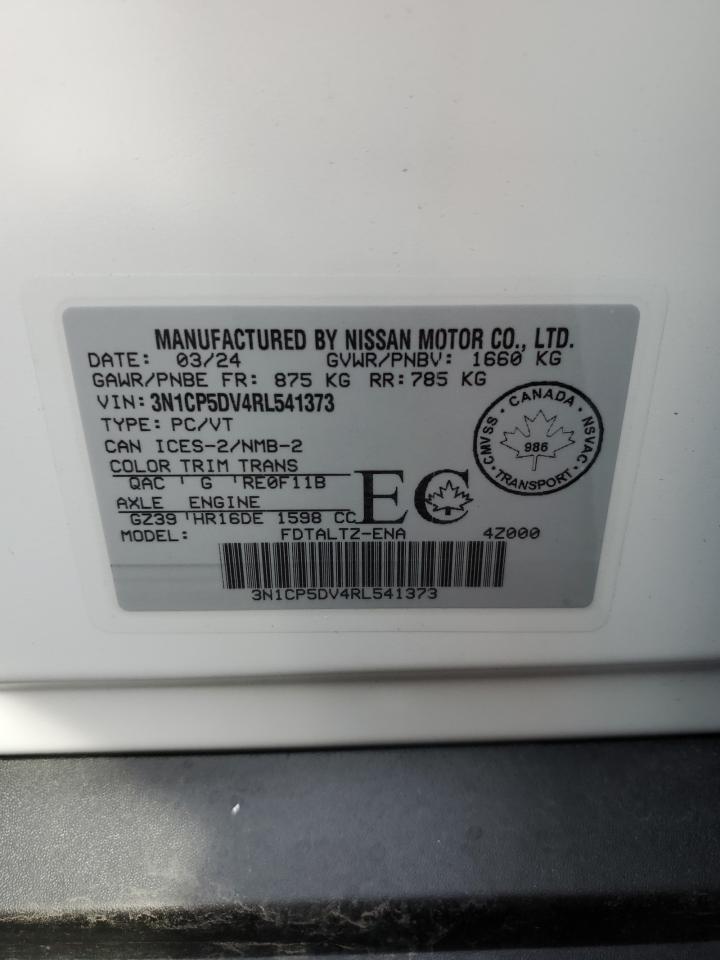 MANUFACTURED BY NISSAN MOTOR CO., LTD.
DATE: 03/24 GVWR/PNBV: 1660 KG
GAWR/PNBE FR: 875 KG RR: 785 KG
VIN: 3N1CP5DV4RL541373
TYPE: PC/VT
CAN ICES-2/NMB-2
COLOR TRIM TRANS
QAC G RE0F11B
AXLE ENGINE
GZ39 HR16DE 1598 CC
MODEL: FDTALTZ-ENA 4Z000
3N1CP5DV4RL541373
EC
CANADA
CMVSS 986 NSVAC
TRANSPORT